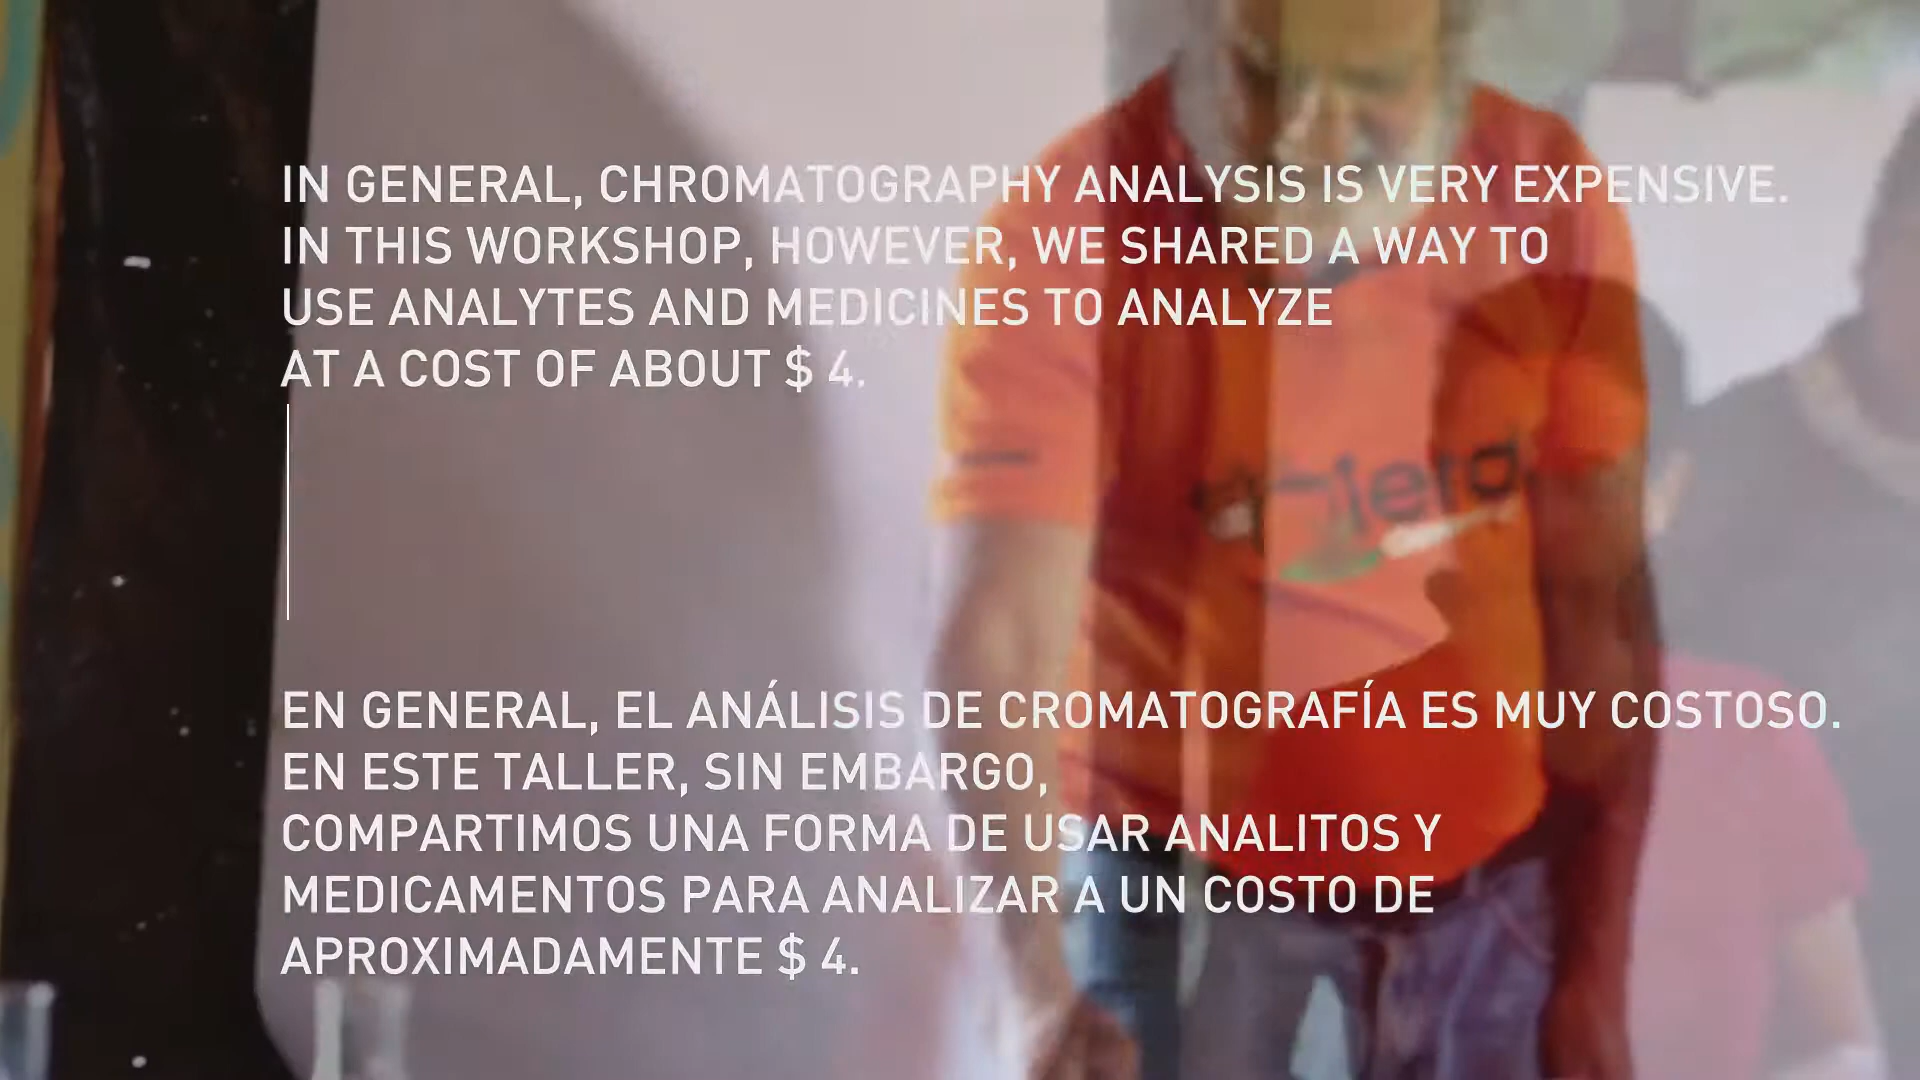 IN GENERAL, CHROMATOGRAPHY ANALYSIS IS VERY EXPENSIVE.
IN THIS WORKSHOP, HOWEVER, WE SHARED A WAY TO
USE ANALYTES AND MEDICINES TO ANALYZE
AT A COST OF ABOUT $ 4.
EN GENERAL, EL ANÁLISIS DE CROMATOGRAFÍA ES MUY COSTOSO.
EN ESTE TALLER, SIN EMBARGO,
COMPARTIMOS UNA FORMA DE USAR ANALITOS Y
MEDICAMENTOS PARA ANALIZAR A UN COSTO DE
APROXIMADAMENTE $ 4.